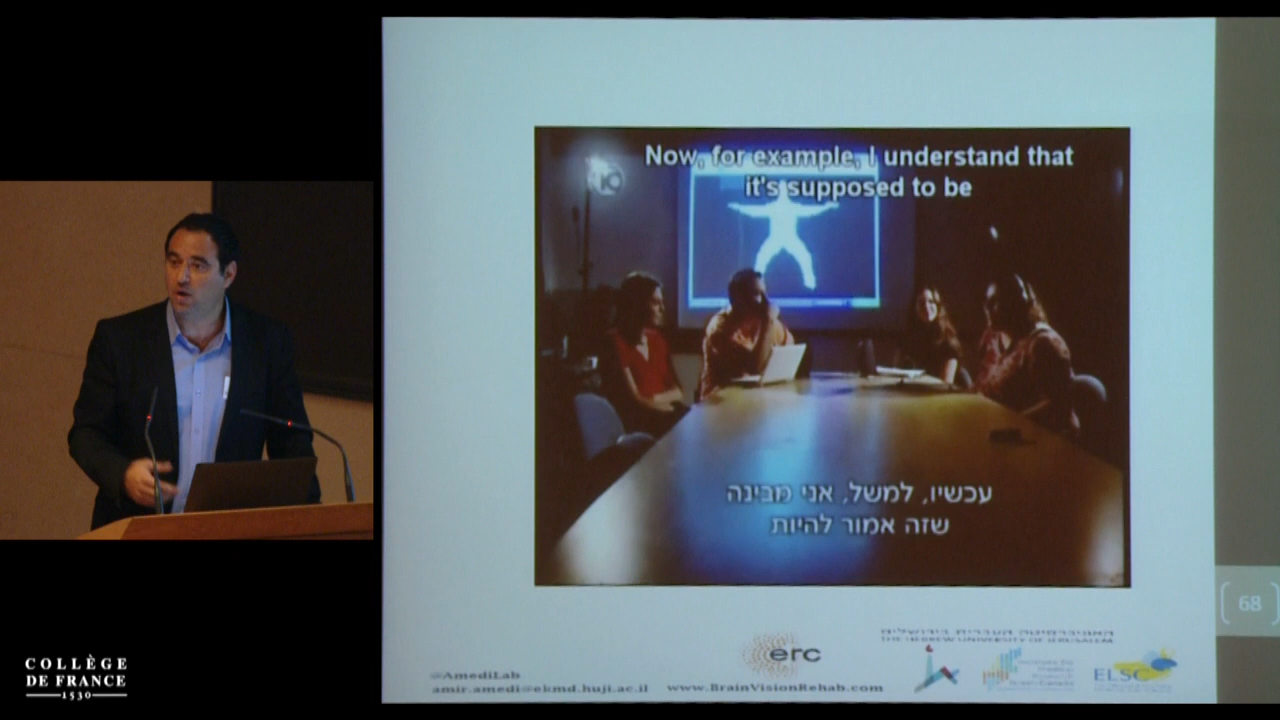 Now, for example, I understand that
it's supposed to be
10
עכשיו, למשל, אני מבינה
שזה אמור להיות
68
האוניברסיטה העברית בירושלים
THE HEBREW UNIVERSITY OF JERUSALEM
erc
ELSC
@AmediLab
amir.amedi@ekmd.huji.ac.il www.BrainVisionRehab.com
COLLÈGE
DE FRANCE
1530